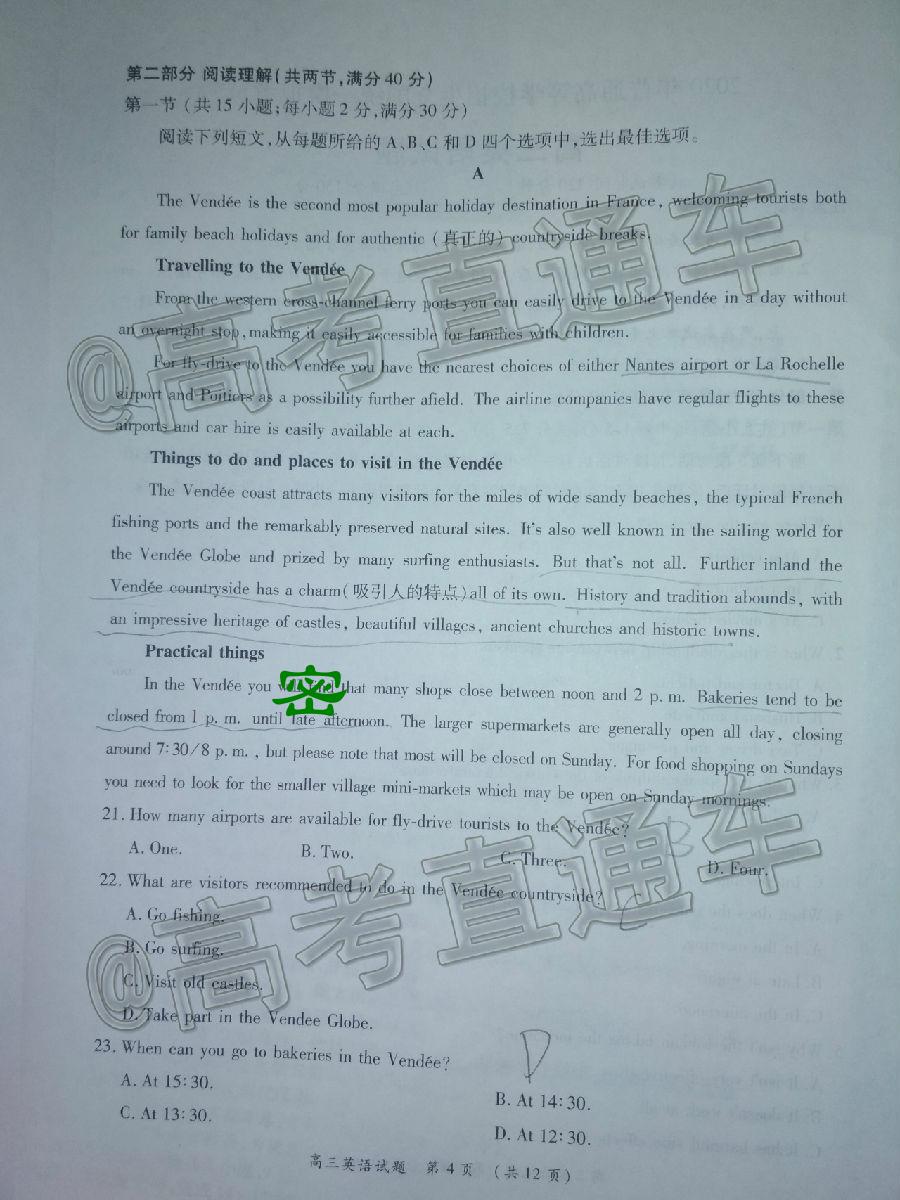 第二部分 阅读理解(共两节,满分40分)
第一节 (共15小题;每小题2分,满分30分)
阅读下列短文,从每题所给的A、B、C和D四个选项中,选出最佳选项。
A
The Vendée is the second most popular holiday destination in France, welcoming tourists both
for family beach holidays and for authentic (真正的) countryside breaks.
Travelling to the Vendée
From the western cross-channel ferry ports you can easily drive to the Vendée in a day without
an overnight stop, making it easily accessible for families with children.
For fly-drive to the Vendée you have the nearest choices of either Nantes airport or La Rochelle
airport and Poitiers as a possibility further afield. The airline companies have regular flights to these
airports and car hire is easily available at each.
Things to do and places to visit in the Vendée
The Vendée coast attracts many visitors for the miles of wide sandy beaches, the typical French
fishing ports and the remarkably preserved natural sites. It's also well known in the sailing world for
the Vendée Globe and prized by many surfing enthusiasts. But that's not all. Further inland the
Vendée countryside has a charm(吸引人的特点)all of its own. History and tradition abounds, with
an impressive heritage of castles, beautiful villages, ancient churches and historic towns.
Practical things
In the Vendée you will find that many shops close between noon and 2 p. m. Bakeries tend to be
密
closed from 1 p. m. until late afternoon. The larger supermarkets are generally open all day, closing
around 7:30/8 p. m. , but please note that most will be closed on Sunday. For food shopping on Sundays
you need to look for the smaller village mini-markets which may be open on Sunday mornings.
21. How many airports are available for fly-drive tourists to the Vendée? B
A. One. B. Two. C. Three. D. Four.
22. What are visitors recommended to do in the Vendée countryside? C
A. Go fishing.
B. Go surfing.
C. Visit old castles.
D. Take part in the Vendee Globe.
23. When can you go to bakeries in the Vendée? D
A. At 15:30. B. At 14:30.
C. At 13:30. D. At 12:30.
高三英语试题 第4页 (共12页)
@高考直通车
@高考直通车